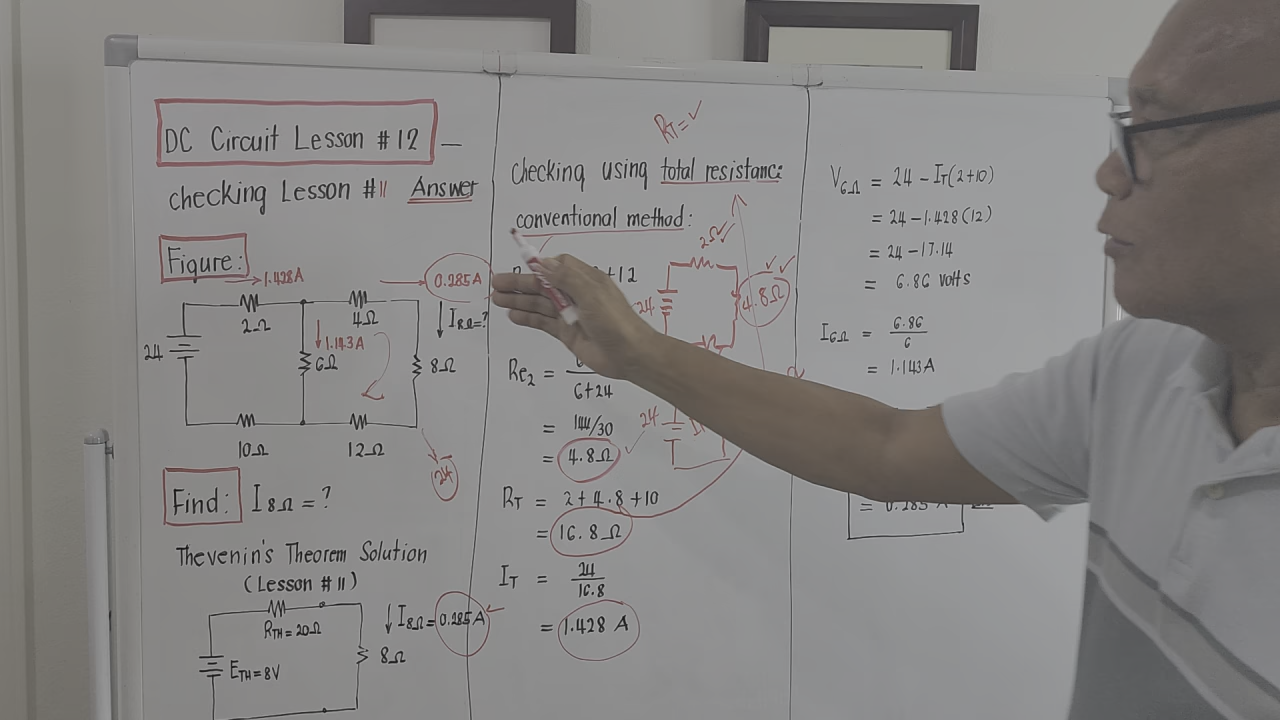 DC Circuit Lesson #12 —
checking Lesson #11 Answer
Figure:
1.428A
0.285A
2Ω
4Ω
24
1.143A
6Ω
8Ω
10Ω
12Ω
24
Find: I8Ω = ?
Thevenin's Theorem Solution
(Lesson #11)
RTH = 20Ω
ETH = 8V
I8Ω = 0.285A
8Ω
RT = ✓
checking using total resistance
conventional method:
+12
2Ω
24
4.8Ω
Re2 =
6+24
= 144/30
= 4.8Ω
24
RT = 2+4.8+10
= 16.8Ω
IT = 24
16.8
= 1.428 A
V6Ω = 24 - IT(2+10)
= 24 - 1.428(12)
= 24 - 17.14
= 6.86 volts
I6Ω = 6.86
6
= 1.143A
= 0.285 A